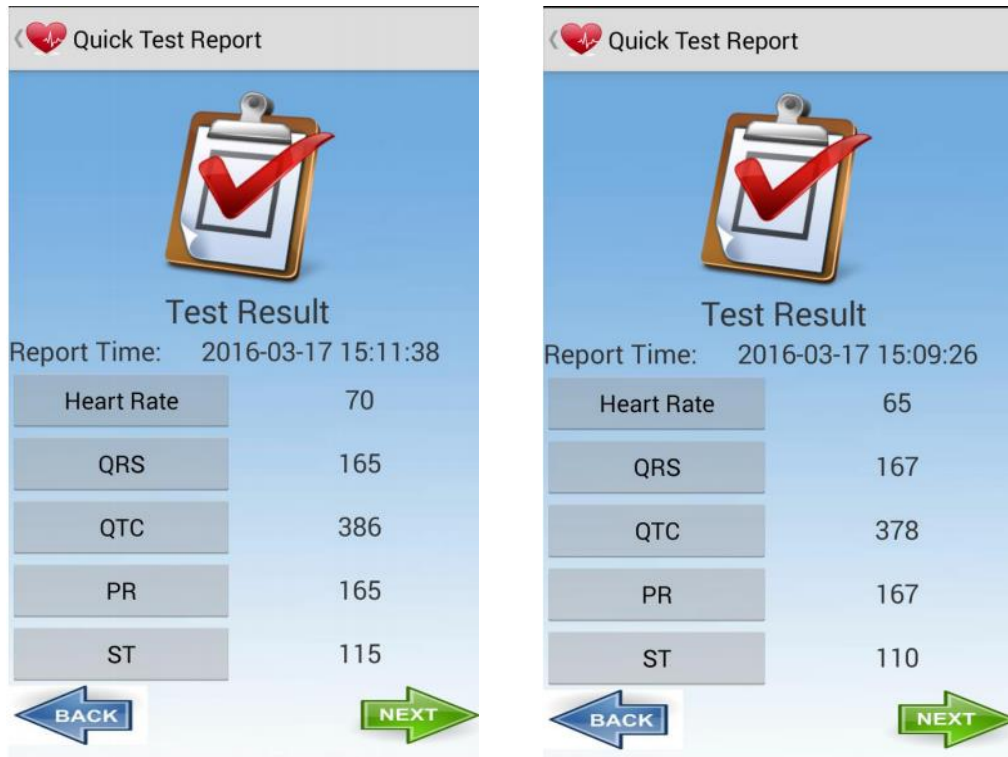 Quick Test Report
Test Result
Report Time: 2016-03-17 15:11:38
Heart Rate 70
QRS 165
QTC 386
PR 165
ST 115
BACK NEXT
Quick Test Report
Test Result
Report Time: 2016-03-17 15:09:26
Heart Rate 65
QRS 167
QTC 378
PR 167
ST 110
BACK NEXT